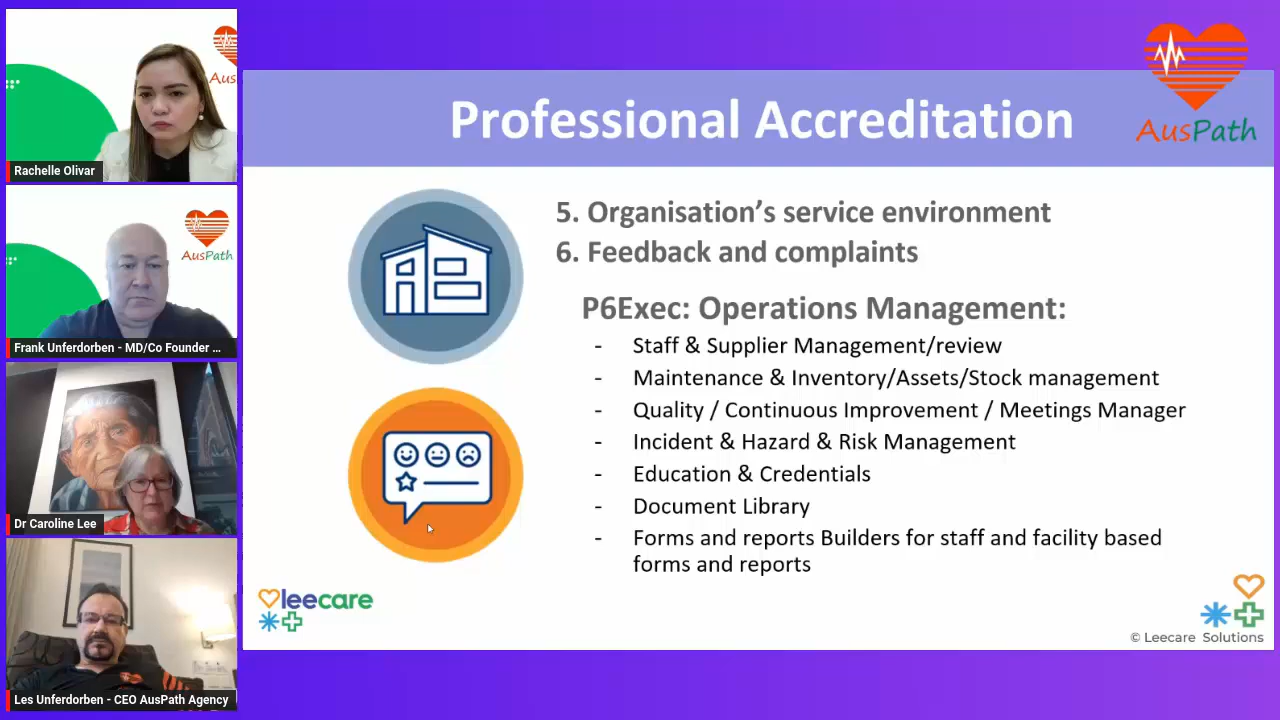 Aus
Rachelle Olivar
AusPath
Frank Unferdorben - MD/Co Founder ...
Dr Caroline Lee
Les Unferdorben - CEO AusPath Agency
Professional Accreditation
AusPath
5. Organisation’s service environment
6. Feedback and complaints
P6Exec: Operations Management:
- Staff & Supplier Management/review
- Maintenance & Inventory/Assets/Stock management
- Quality / Continuous Improvement / Meetings Manager
- Incident & Hazard & Risk Management
- Education & Credentials
- Document Library
- Forms and reports Builders for staff and facility based
forms and reports
leecare
© Leecare Solutions